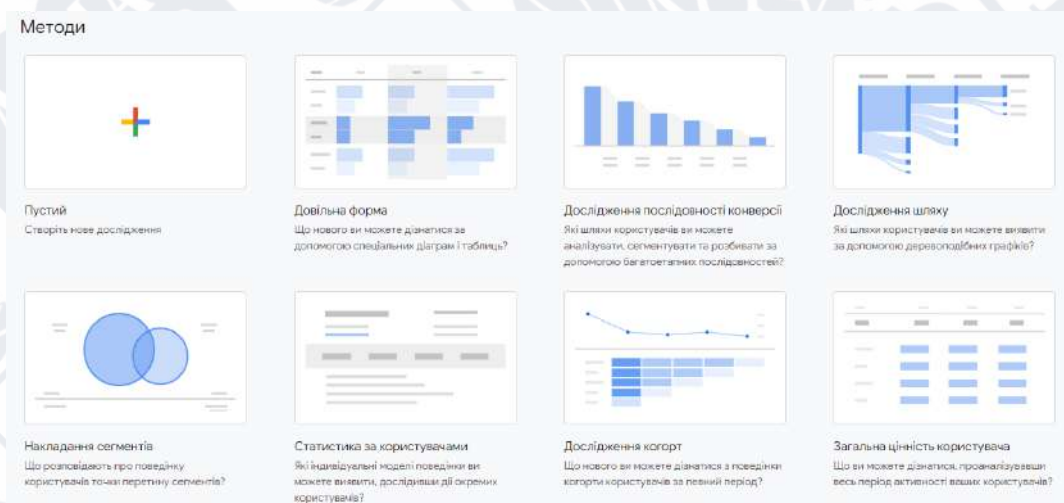 Методи
Пустий
Створіть нове дослідження
Довільна форма
Що нового ви можете дізнатися за
допомогою спеціальних діаграм і таблиць?
Дослідження послідовності конверсії
Які шляхи користувачів ви можете
аналізувати, сегментувати та розбивати за
допомогою багатоетапних послідовностей?
Дослідження шляху
Які шляхи користувачів ви можете виявити
за допомогою деревоподібних графіків?
Накладання сегментів
Що розповідають про поведінку
користувачів точки перетину сегментів?
Статистика за користувачами
Які індивідуальні моделі поведінки ви
можете виявити, дослідивши дії окремих
користувачів?
Дослідження когорт
Що нового ви можете дізнатися з поведінки
когорти користувачів за певний період?
Загальна цінність користувача
Що ви можете дізнатися, проаналізувавши
весь період активності ваших користувачів?